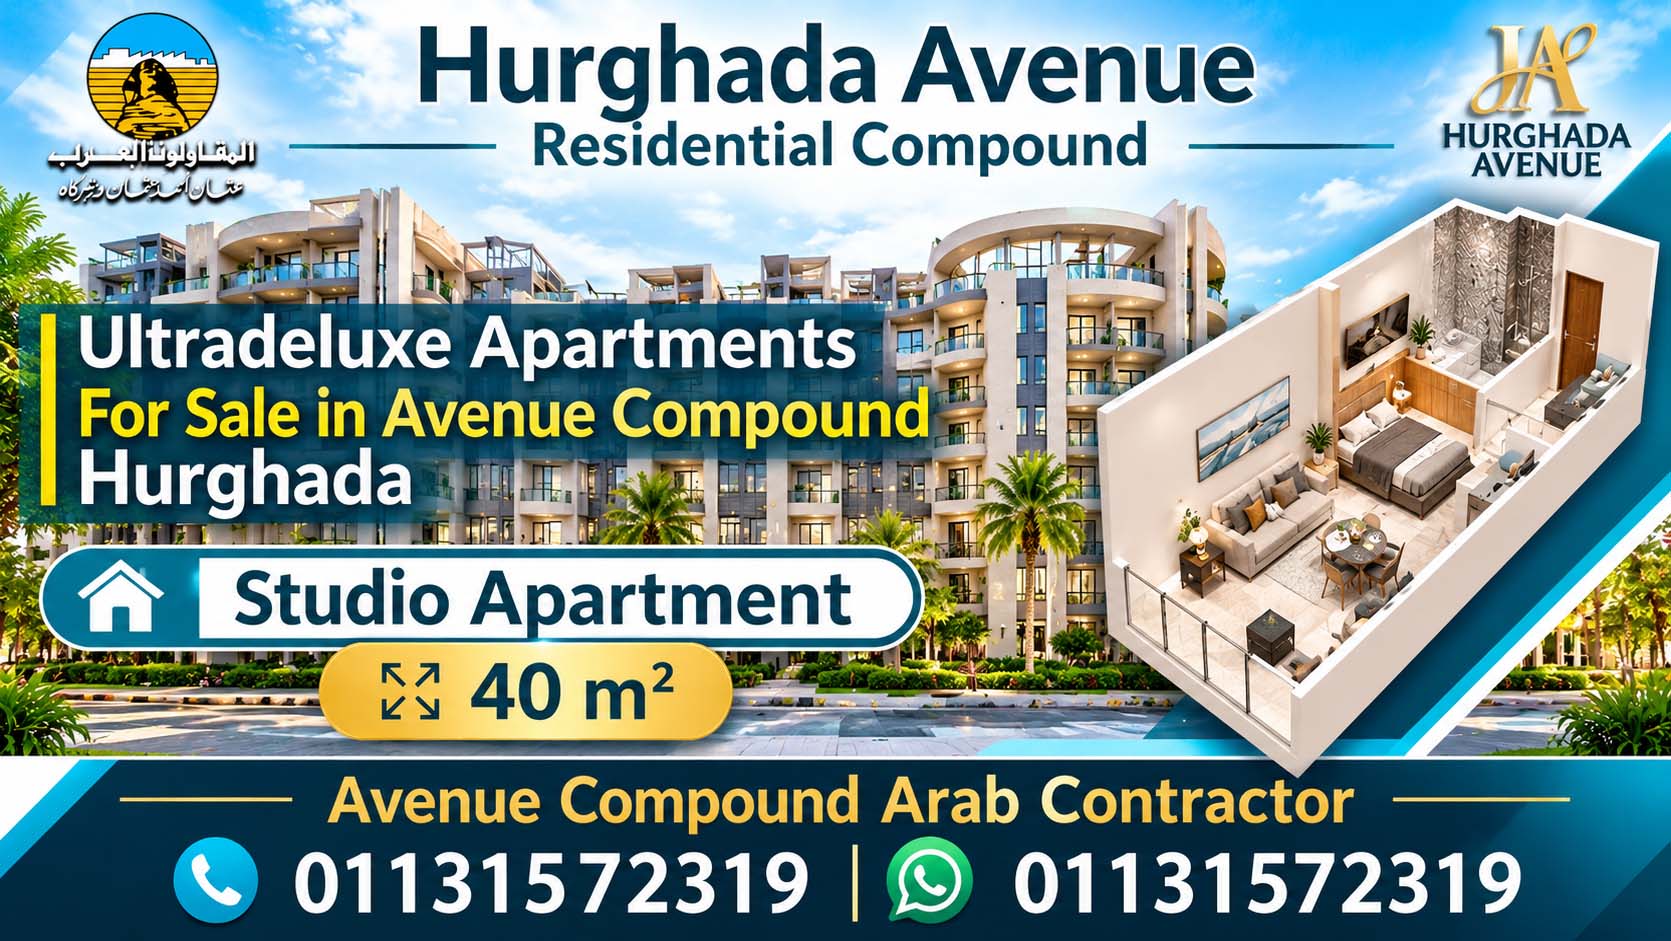 Hurghada Avenue
Residential Compound
المقاولون العرب
عثمان أحمد عثمان وشركاه
HA
HURGHADA
AVENUE
Ultradeluxe Apartments
For Sale in Avenue Compound
Hurghada
Studio Apartment
40 m²
Avenue Compound Arab Contractor
01131572319
01131572319